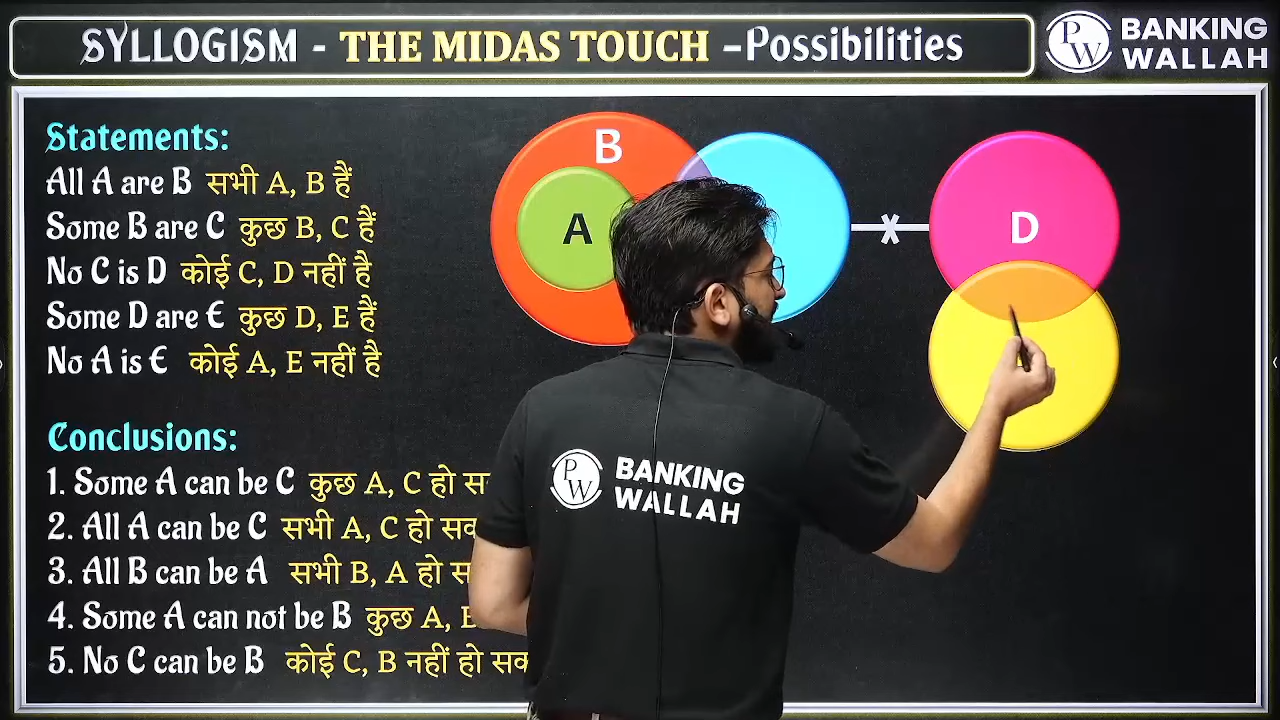 SYLLOGISM - THE MIDAS TOUCH -Possibilities
PW BANKING WALLAH
Statements:
All A are B सभी A, B हैं
Some B are C कुछ B, C हैं
No C is D कोई C, D नहीं है
Some D are E कुछ D, E हैं
No A is E कोई A, E नहीं है
Conclusions:
1. Some A can be C कुछ A, C हो
2. All A can be C सभी A, C हो
3. All B can be A सभी B, A हो
4. Some A can not be B कुछ A,
5. No C can be B कोई C, B नहीं हो
B
A
D
PW BANKING
WALLAH